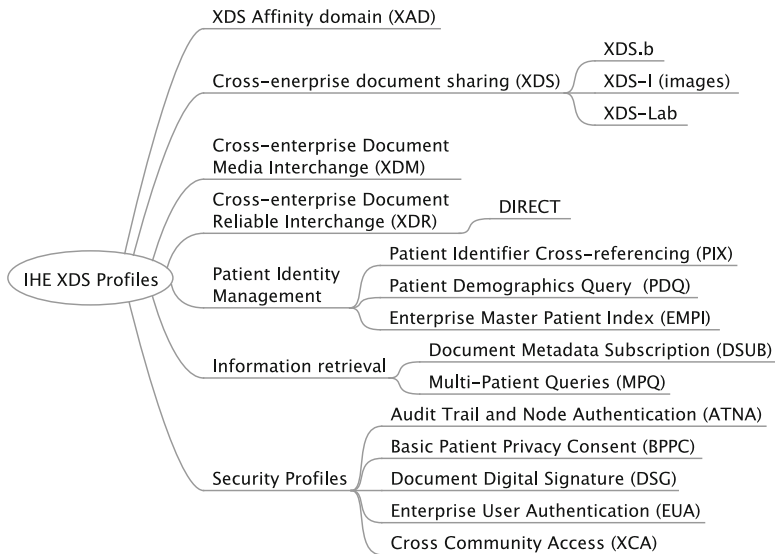 XDS Affinity domain (XAD)
Cross-enerprise document sharing (XDS)
XDS.b
XDS-I (images)
XDS-Lab
Cross-enterprise Document
Media Interchange (XDM)
Cross-enterprise Document
Reliable Interchange (XDR)
DIRECT
IHE XDS Profiles
Patient Identity
Management
Patient Identifier Cross-referencing (PIX)
Patient Demographics Query (PDQ)
Enterprise Master Patient Index (EMPI)
Information retrieval
Document Metadata Subscription (DSUB)
Multi-Patient Queries (MPQ)
Security Profiles
Audit Trail and Node Authentication (ATNA)
Basic Patient Privacy Consent (BPPC)
Document Digital Signature (DSG)
Enterprise User Authentication (EUA)
Cross Community Access (XCA)